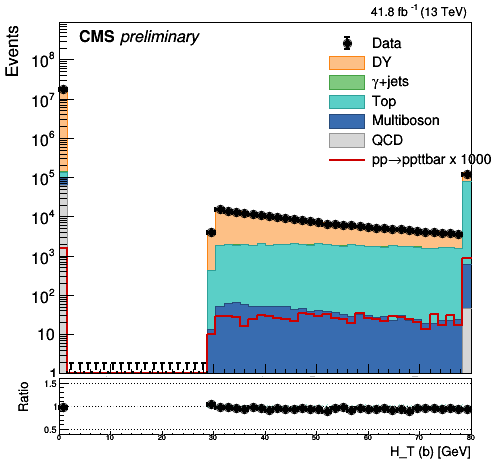 41.8 fb⁻¹ (13 TeV)
CMS preliminary
Events
Data
DY
γ+jets
Top
Multiboson
QCD
pp→ppttbar x 1000
10⁸
10⁷
10⁶
10⁵
10⁴
10³
10²
10
1
Ratio
1.5
1
0.5
0 10 20 30 40 50 60 70 80
H_T (b) [GeV]